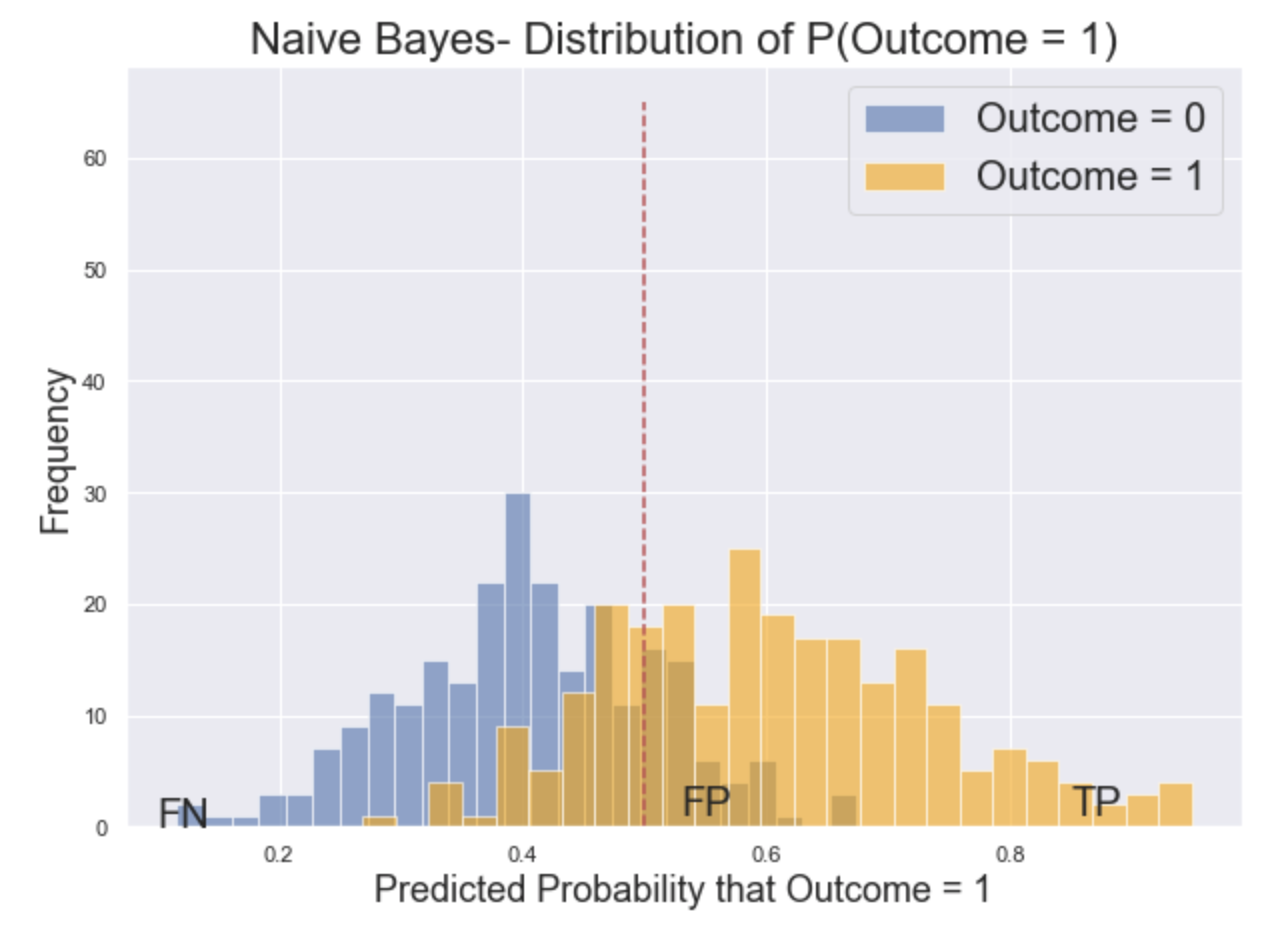 Naive Bayes- Distribution of P(Outcome = 1)
Outcome = 0
Outcome = 1
Frequency
60
50
40
30
20
10
0
FN
FP
TP
0.2 0.4 0.6 0.8
Predicted Probability that Outcome = 1